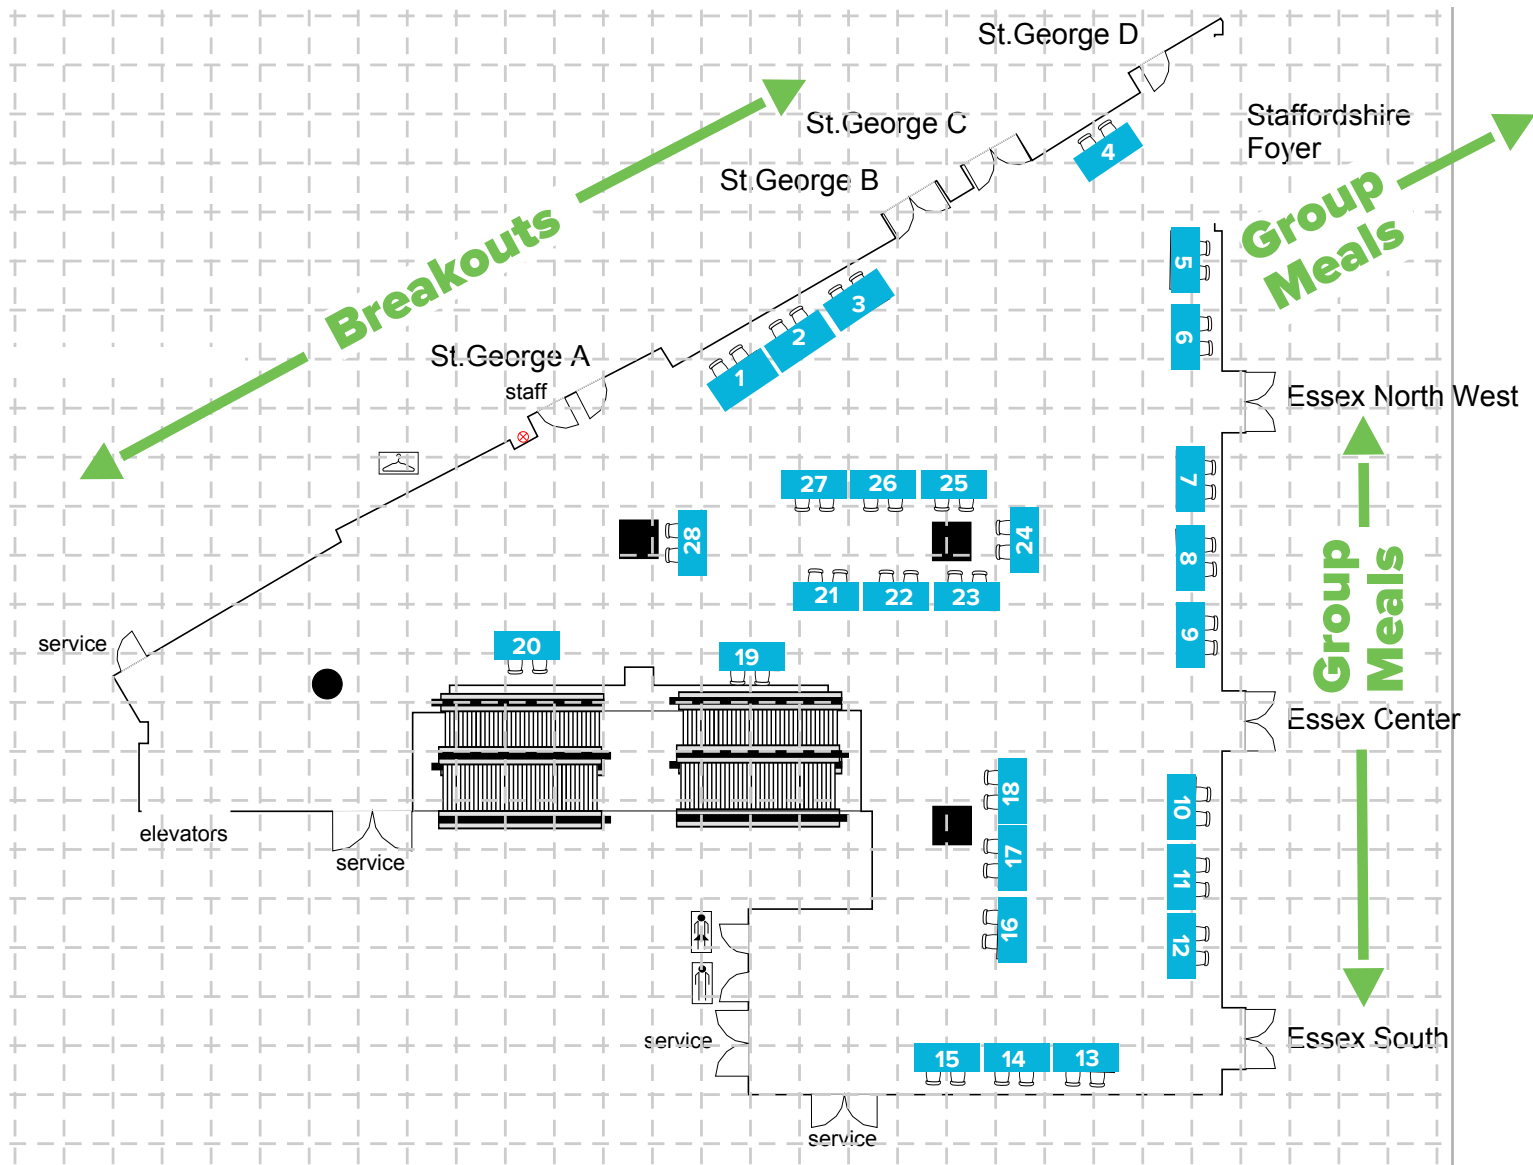 St.George D
St.George C
Staffordshire
Foyer
4
St.George B
Group
Meals
Breakouts
5
3
2
6
St.George A
1
staff
Essex North West
7
27
26
25
28
24
8
Group
Meals
21
22
23
9
service
20
19
Essex Center
18
10
elevators
service
17
11
16
12
service
Essex South
15
14
13
service